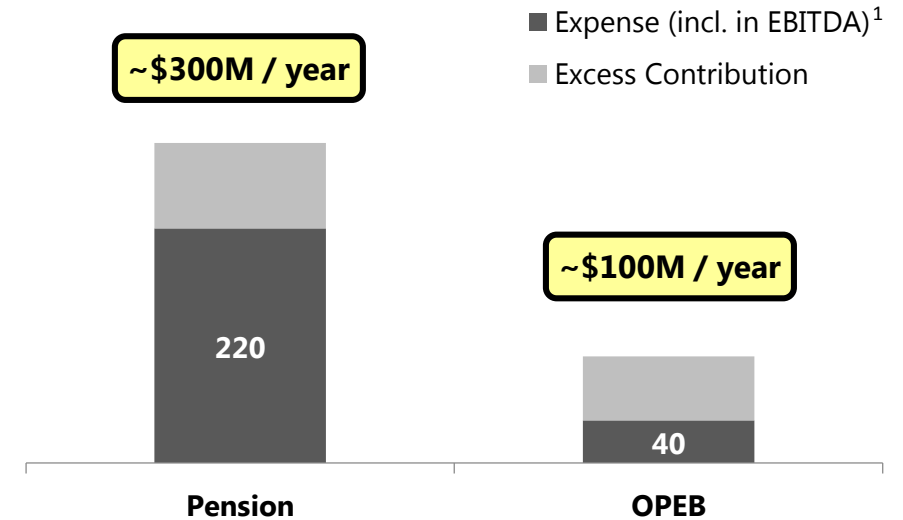 Expense (incl. in EBITDA)¹
Excess Contribution
~$300M / year
~$100M / year
220
40
Pension
OPEB